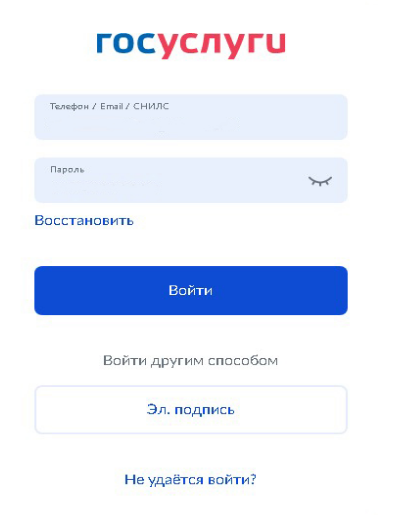 госуслуги
Телефон / Email / СНИЛС
Пароль
Восстановить
Войти
Войти другим способом
Эл. подпись
Не удаётся войти?